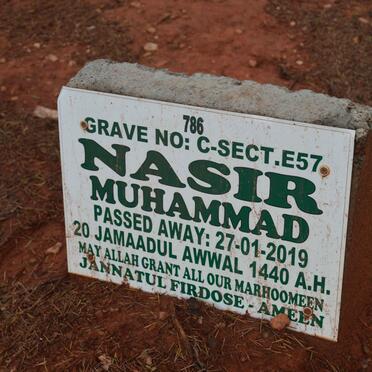 786
GRAVE NO: C-SECT.E57
NASIR
MUHAMMAD
PASSED AWAY: 27-01-2019
20 JAMAADUL AWWAL 1440 A.H.
MAY ALLAH GRANT ALL OUR MARHOOMEEN
JANNATUL FIRDOSE - AMEEN